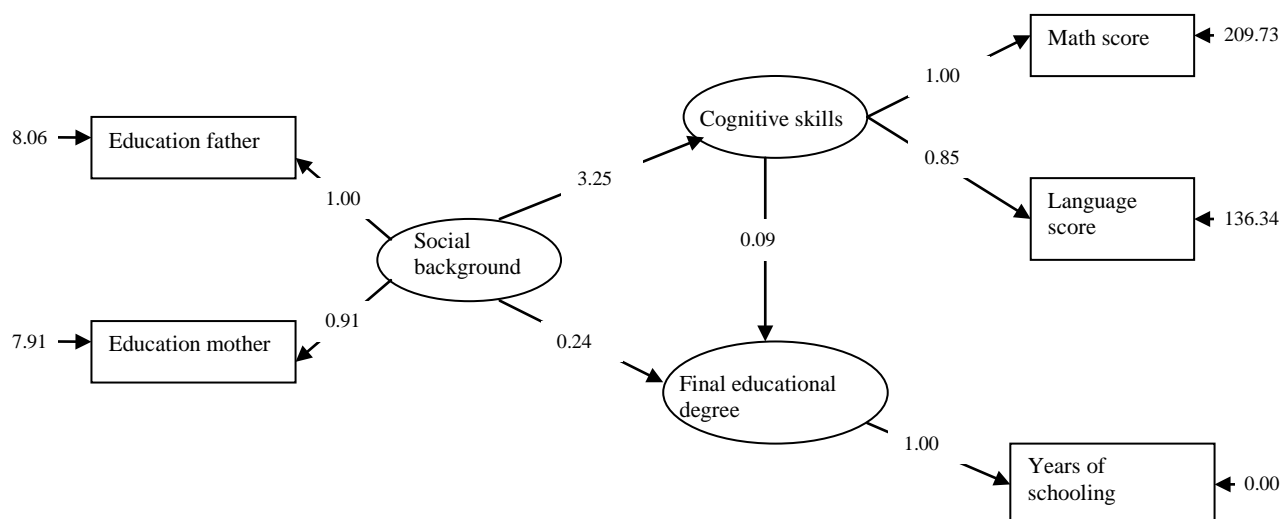 Math score
209.73
1.00
Cognitive skills
8.06
Education father
0.85
3.25
1.00
Language
score
136.34
Social
background
0.09
0.91
0.24
7.91
Education mother
Final educational
degree
1.00
Years of
schooling
0.00